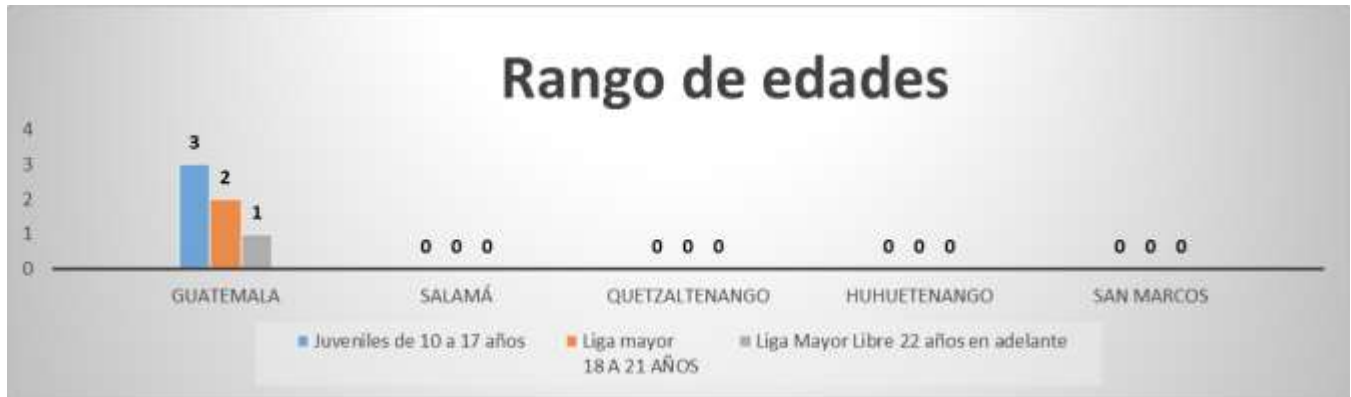 Rango de edades
4
3
2
1
0
3
2
1
0 0 0
0 0 0
0 0 0
0 0 0
GUATEMALA
SALAMÁ
QUETZALTENANGO
HUHUETENANGO
SAN MARCOS
Juveniles de 10 a 17 años
Liga mayor
18 A 21 AÑOS
Liga Mayor Libre 22 años en adelante